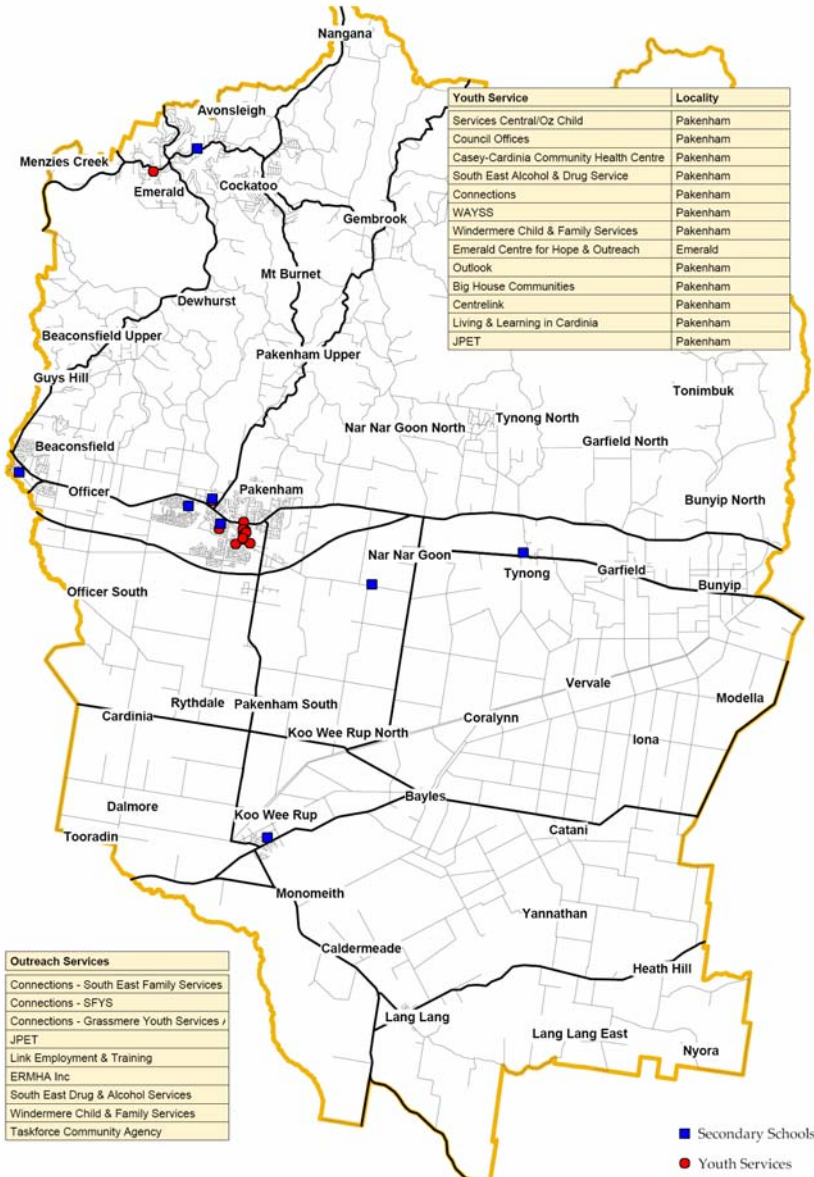 Nangana
Avonsleigh
Menzies Creek
Emerald
Cockatoo
Gembrook
Mt Burnet
Dewhurst
Beaconsfield Upper
Pakenham Upper
Guys Hill
Youth Service Locality
Services Central/Oz Child Pakenham
Council Offices Pakenham
Casey-Cardinia Community Health Centre Pakenham
South East Alcohol & Drug Service Pakenham
Connections Pakenham
WAYSS Pakenham
Windermere Child & Family Services Pakenham
Emerald Centre for Hope & Outreach Emerald
Outlook Pakenham
Big House Communities Pakenham
Centrelink Pakenham
Living & Learning in Cardinia Pakenham
JPET Pakenham
Tonimbuk
Tynong North
Nar Nar Goon North
Garfield North
Beaconsfield
Officer
Pakenham
Bunyip North
Nar Nar Goon
Tynong
Garfield
Bunyip
Officer South
Vervale
Modella
Rythdale
Pakenham South
Cardinia
Coralynn
Koo Wee Rup North
Iona
Bayles
Dalmore
Koo Wee Rup
Catani
Tooradin
Monomeith
Yannathan
Caldermeade
Heath Hill
Lang Lang
Lang Lang East
Nyora
Outreach Services
Connections - South East Family Services
Connections - SFYS
Connections - Grassmere Youth Services /
JPET
Link Employment & Training
ERMHA Inc
South East Drug & Alcohol Services
Windermere Child & Family Services
Taskforce Community Agency
Secondary Schools
Youth Services